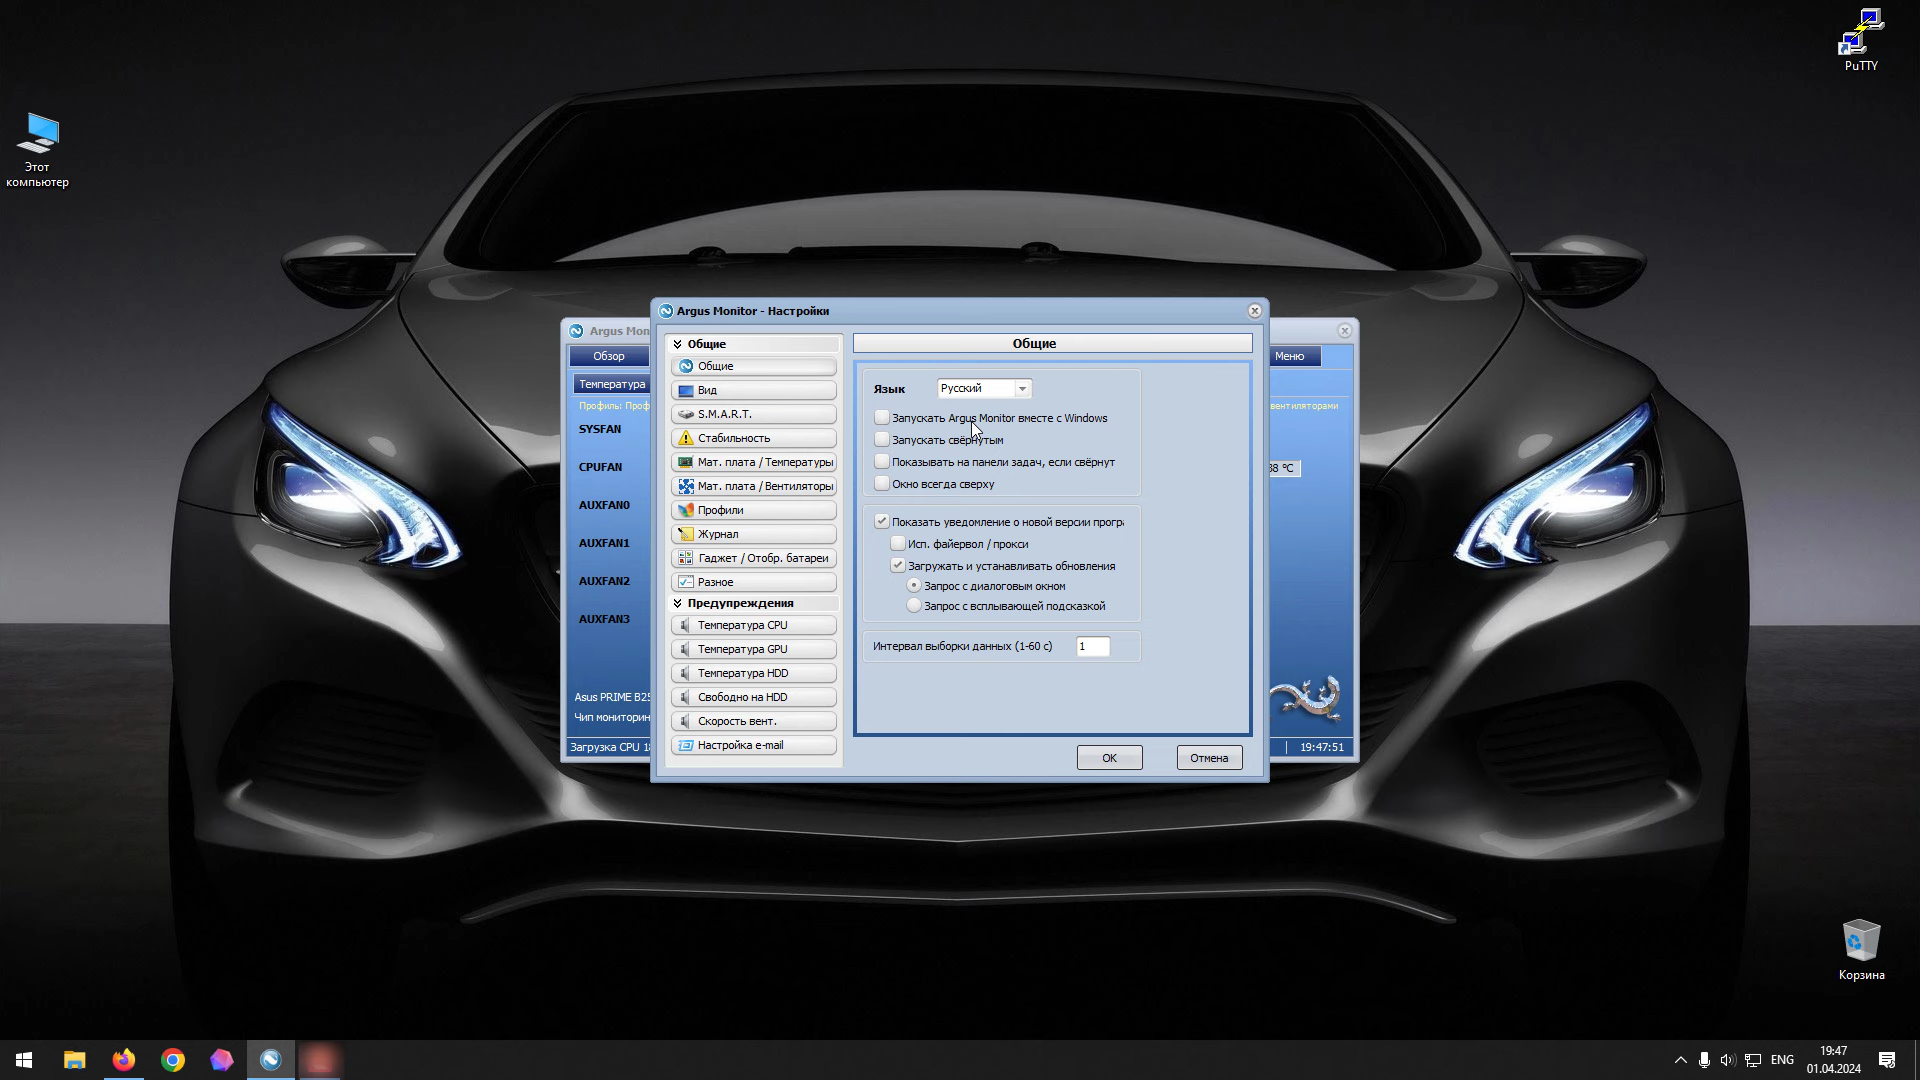 PuTTY
Этот
компьютер
Argus Monitor - Настройки
Argus Mon
Обзор
Меню
Температура
Профиль: Проф
вентиляторами
SYSFAN
CPUFAN
38 °C
AUXFAN0
AUXFAN1
AUXFAN2
AUXFAN3
Asus PRIME B25
Чип мониторин
Загрузка CPU 18
19:47:51
Общие
Общие
Вид
S.M.A.R.T.
Стабильность
Мат. плата / Температуры
Мат. плата / Вентиляторы
Профили
Журнал
Гаджет / Отобр. батареи
Разное
Предупреждения
Температура CPU
Температура GPU
Температура HDD
Свободно на HDD
Скорость вент.
Настройка e-mail
Общие
Язык Русский
Запускать Argus Monitor вместе с Windows
Запускать свёрнутым
Показывать на панели задач, если свёрнут
Окно всегда сверху
Показать уведомление о новой версии програ
Исп. файервол / прокси
Загружать и устанавливать обновления
Запрос с диалоговым окном
Запрос с всплывающей подсказкой
Интервал выборки данных (1-60 с) 1
OK Отмена
Корзина
ENG
19:47
01.04.2024